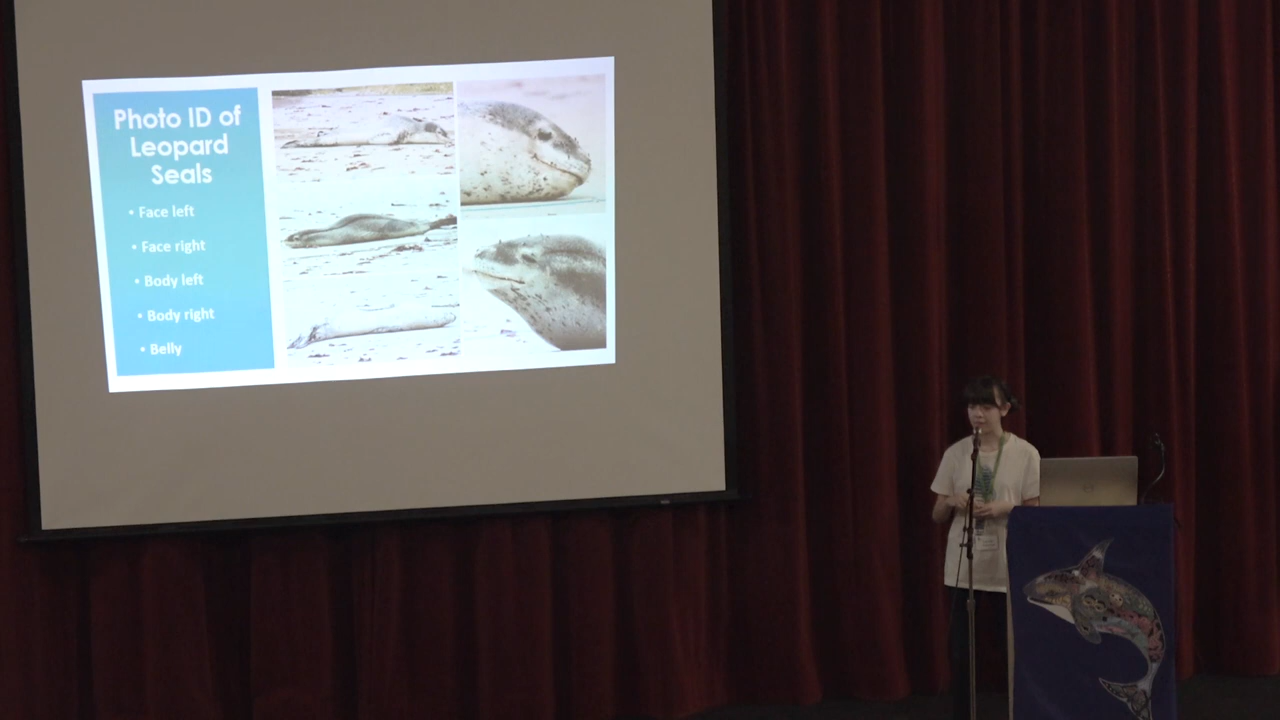 Photo ID of
Leopard
Seals
• Face left
• Face right
• Body left
• Body right
• Belly